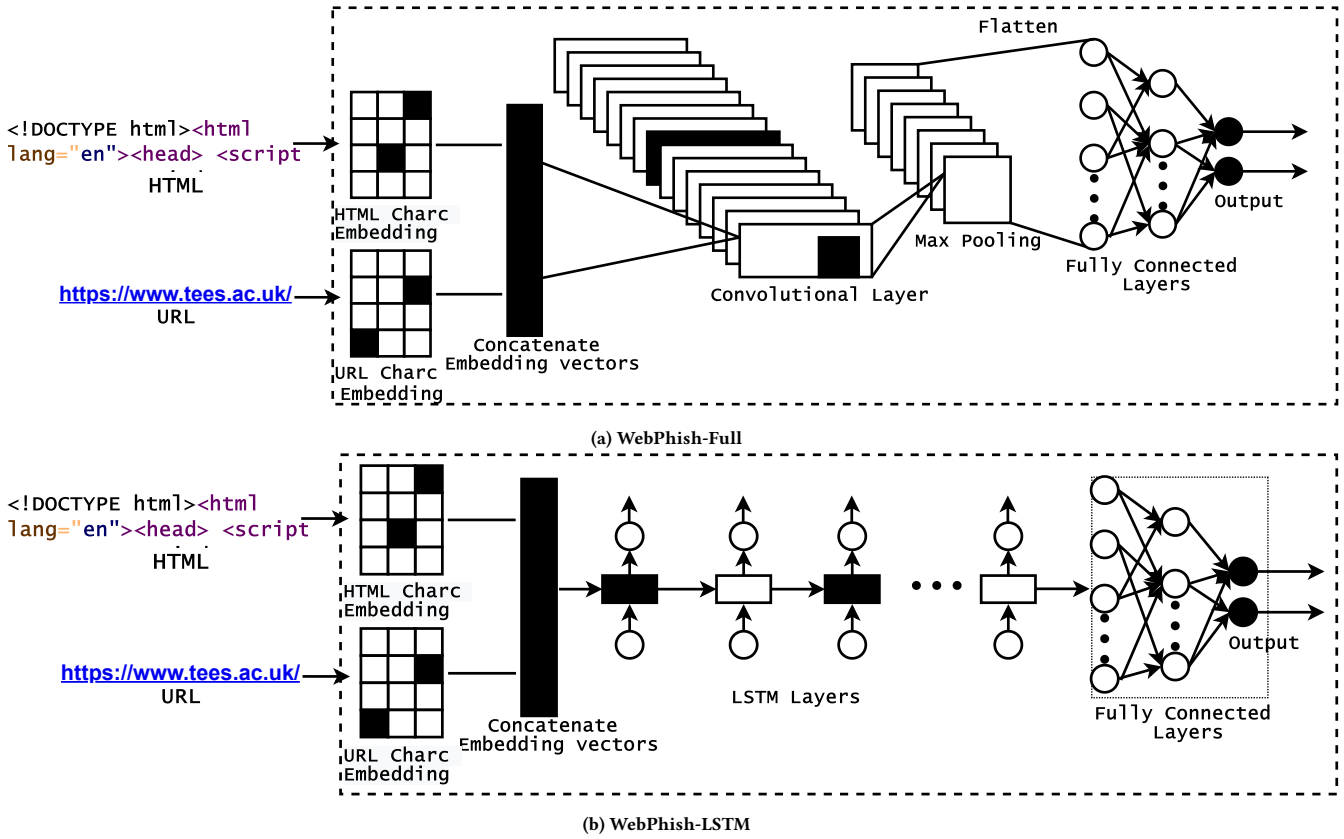 Flatten
<!DOCTYPE html><html
lang="en"><head> <script
HTML
HTML Charc
Embedding
https://www.tees.ac.uk/
URL
URL Charc
Embedding
Concatenate
Embedding vectors
Convolutional Layer
Max Pooling
Fully Connected
Layers
Output
(a) WebPhish-Full
<!DOCTYPE html><html
lang="en"><head> <script
HTML
HTML Charc
Embedding
https://www.tees.ac.uk/
URL
URL Charc
Embedding
Concatenate
Embedding vectors
LSTM Layers
Fully Connected
Layers
Output
(b) WebPhish-LSTM